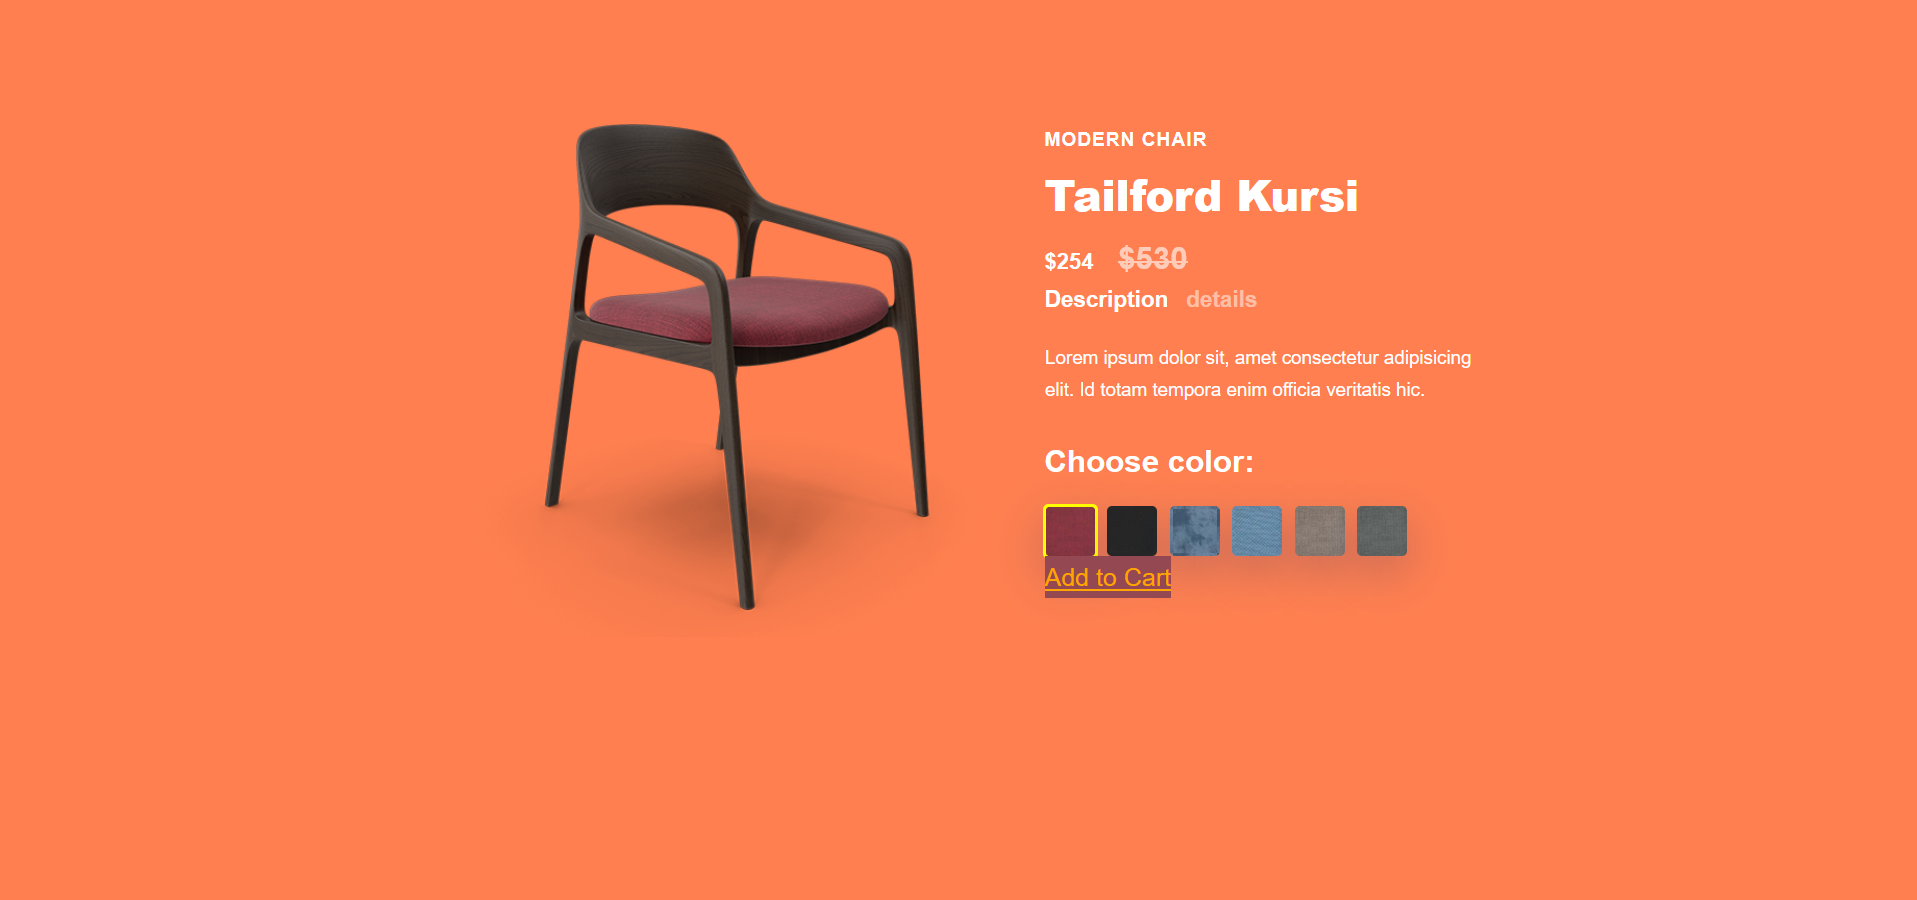 MODERN CHAIR
Tailford Kursi
$254 $530
Description details
Lorem ipsum dolor sit, amet consectetur adipisicing
elit. Id totam tempora enim officia veritatis hic.
Choose color:
Add to Cart